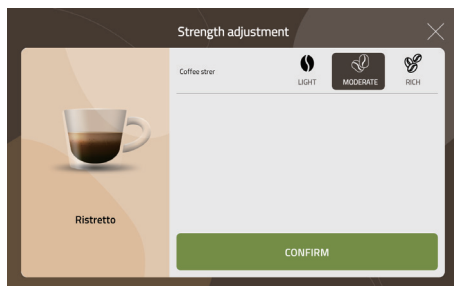 Strength adjustment
Coffee strer
LIGHT
MODERATE
RICH
Ristretto
CONFIRM